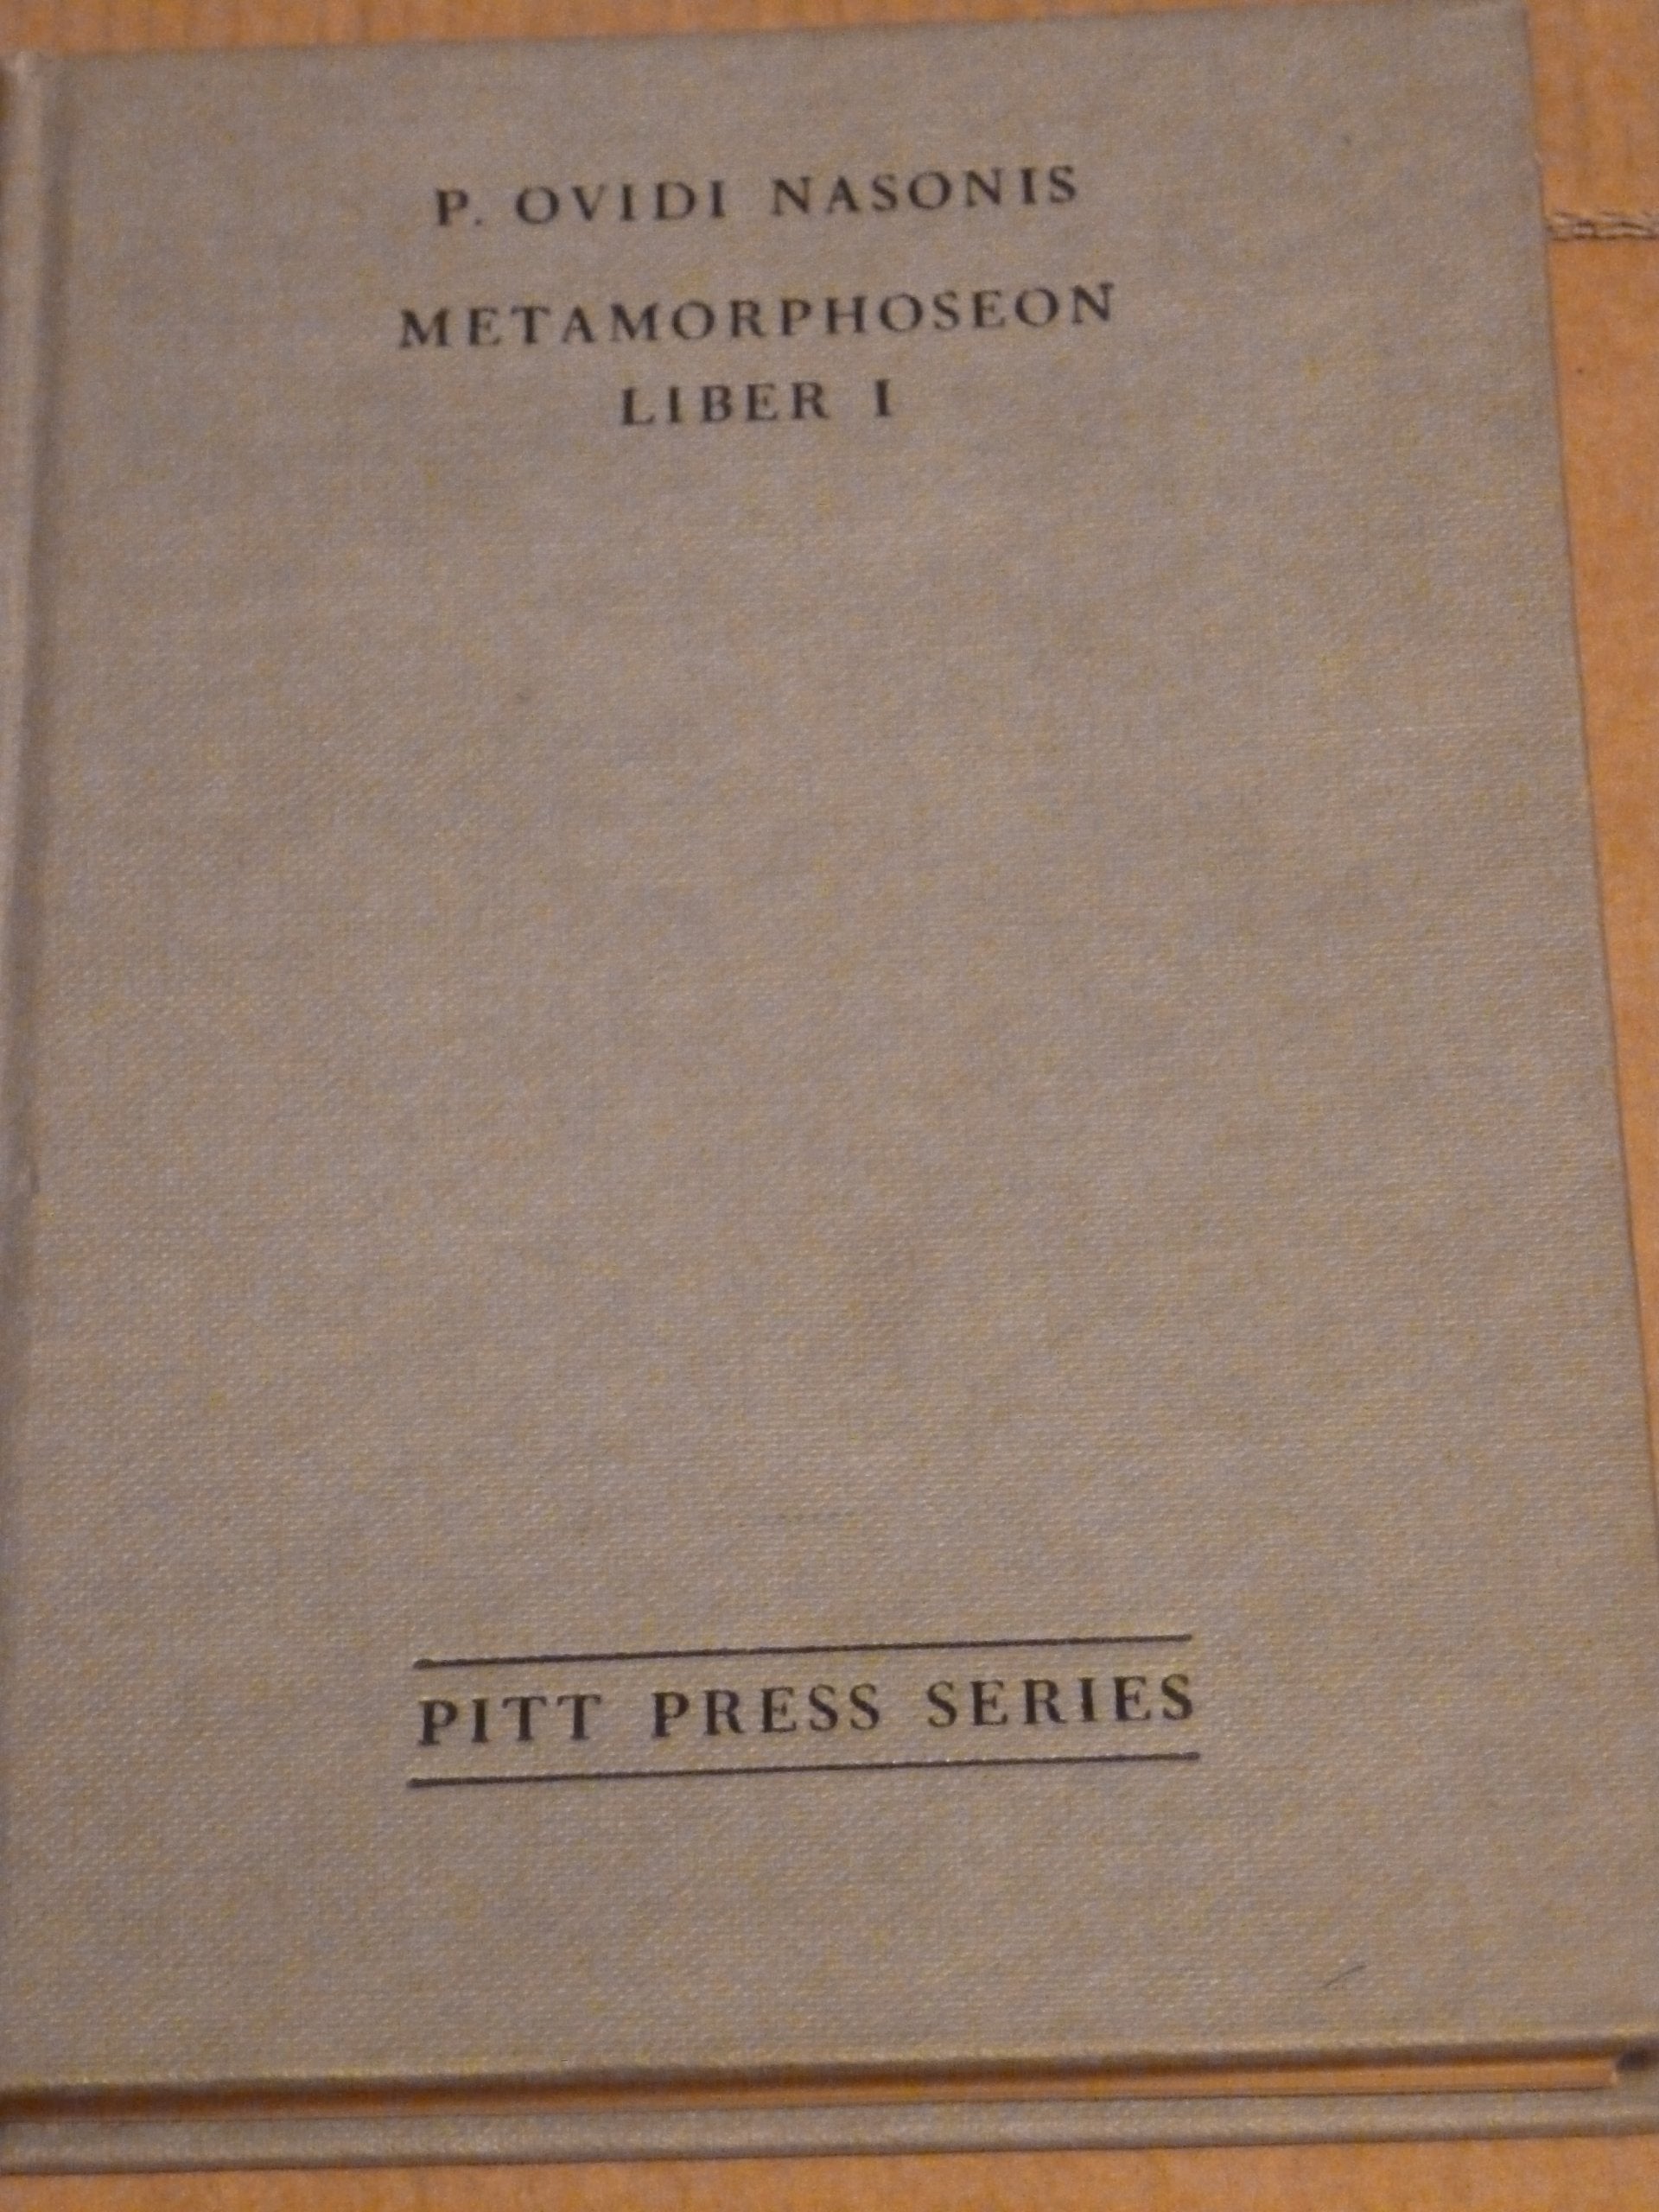 P. OVIDI NASONIS
METAMORPHOSEON
LIBER I
PITT PRESS SERIES